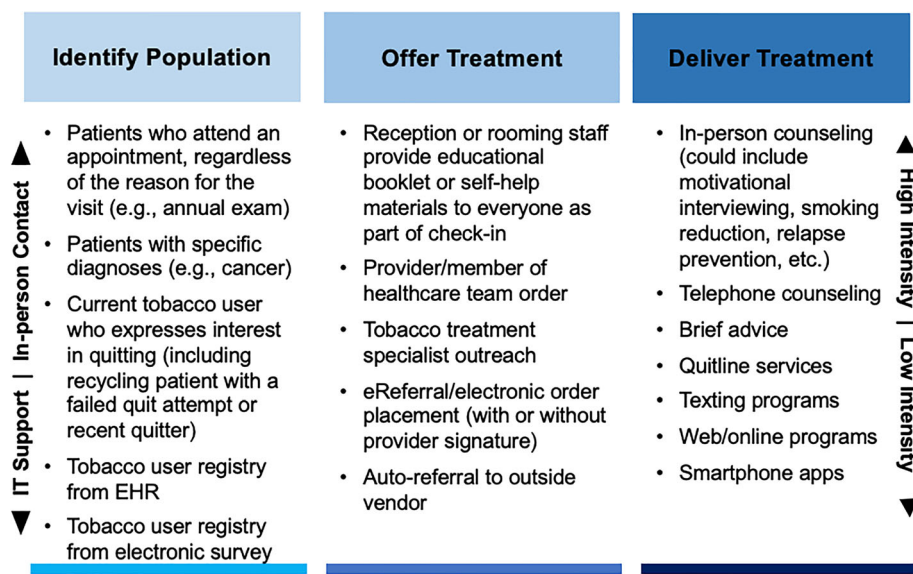 Identify Population
Offer Treatment
Deliver Treatment
IT Support | In-person Contact
• Patients who attend an
appointment, regardless
of the reason for the
visit (e.g., annual exam)
• Patients with specific
diagnoses (e.g., cancer)
• Current tobacco user
who expresses interest
in quitting (including
recycling patient with a
failed quit attempt or
recent quitter)
• Tobacco user registry
from EHR
• Tobacco user registry
from electronic survey
• Reception or rooming staff
provide educational
booklet or self-help
materials to everyone as
part of check-in
• Provider/member of
healthcare team order
• Tobacco treatment
specialist outreach
• eReferral/electronic order
placement (with or without
provider signature)
• Auto-referral to outside
vendor
• In-person counseling
(could include
motivational
interviewing, smoking
reduction, relapse
prevention, etc.)
• Telephone counseling
• Brief advice
• Quitline services
• Texting programs
• Web/online programs
• Smartphone apps
High Intensity | Low Intensity